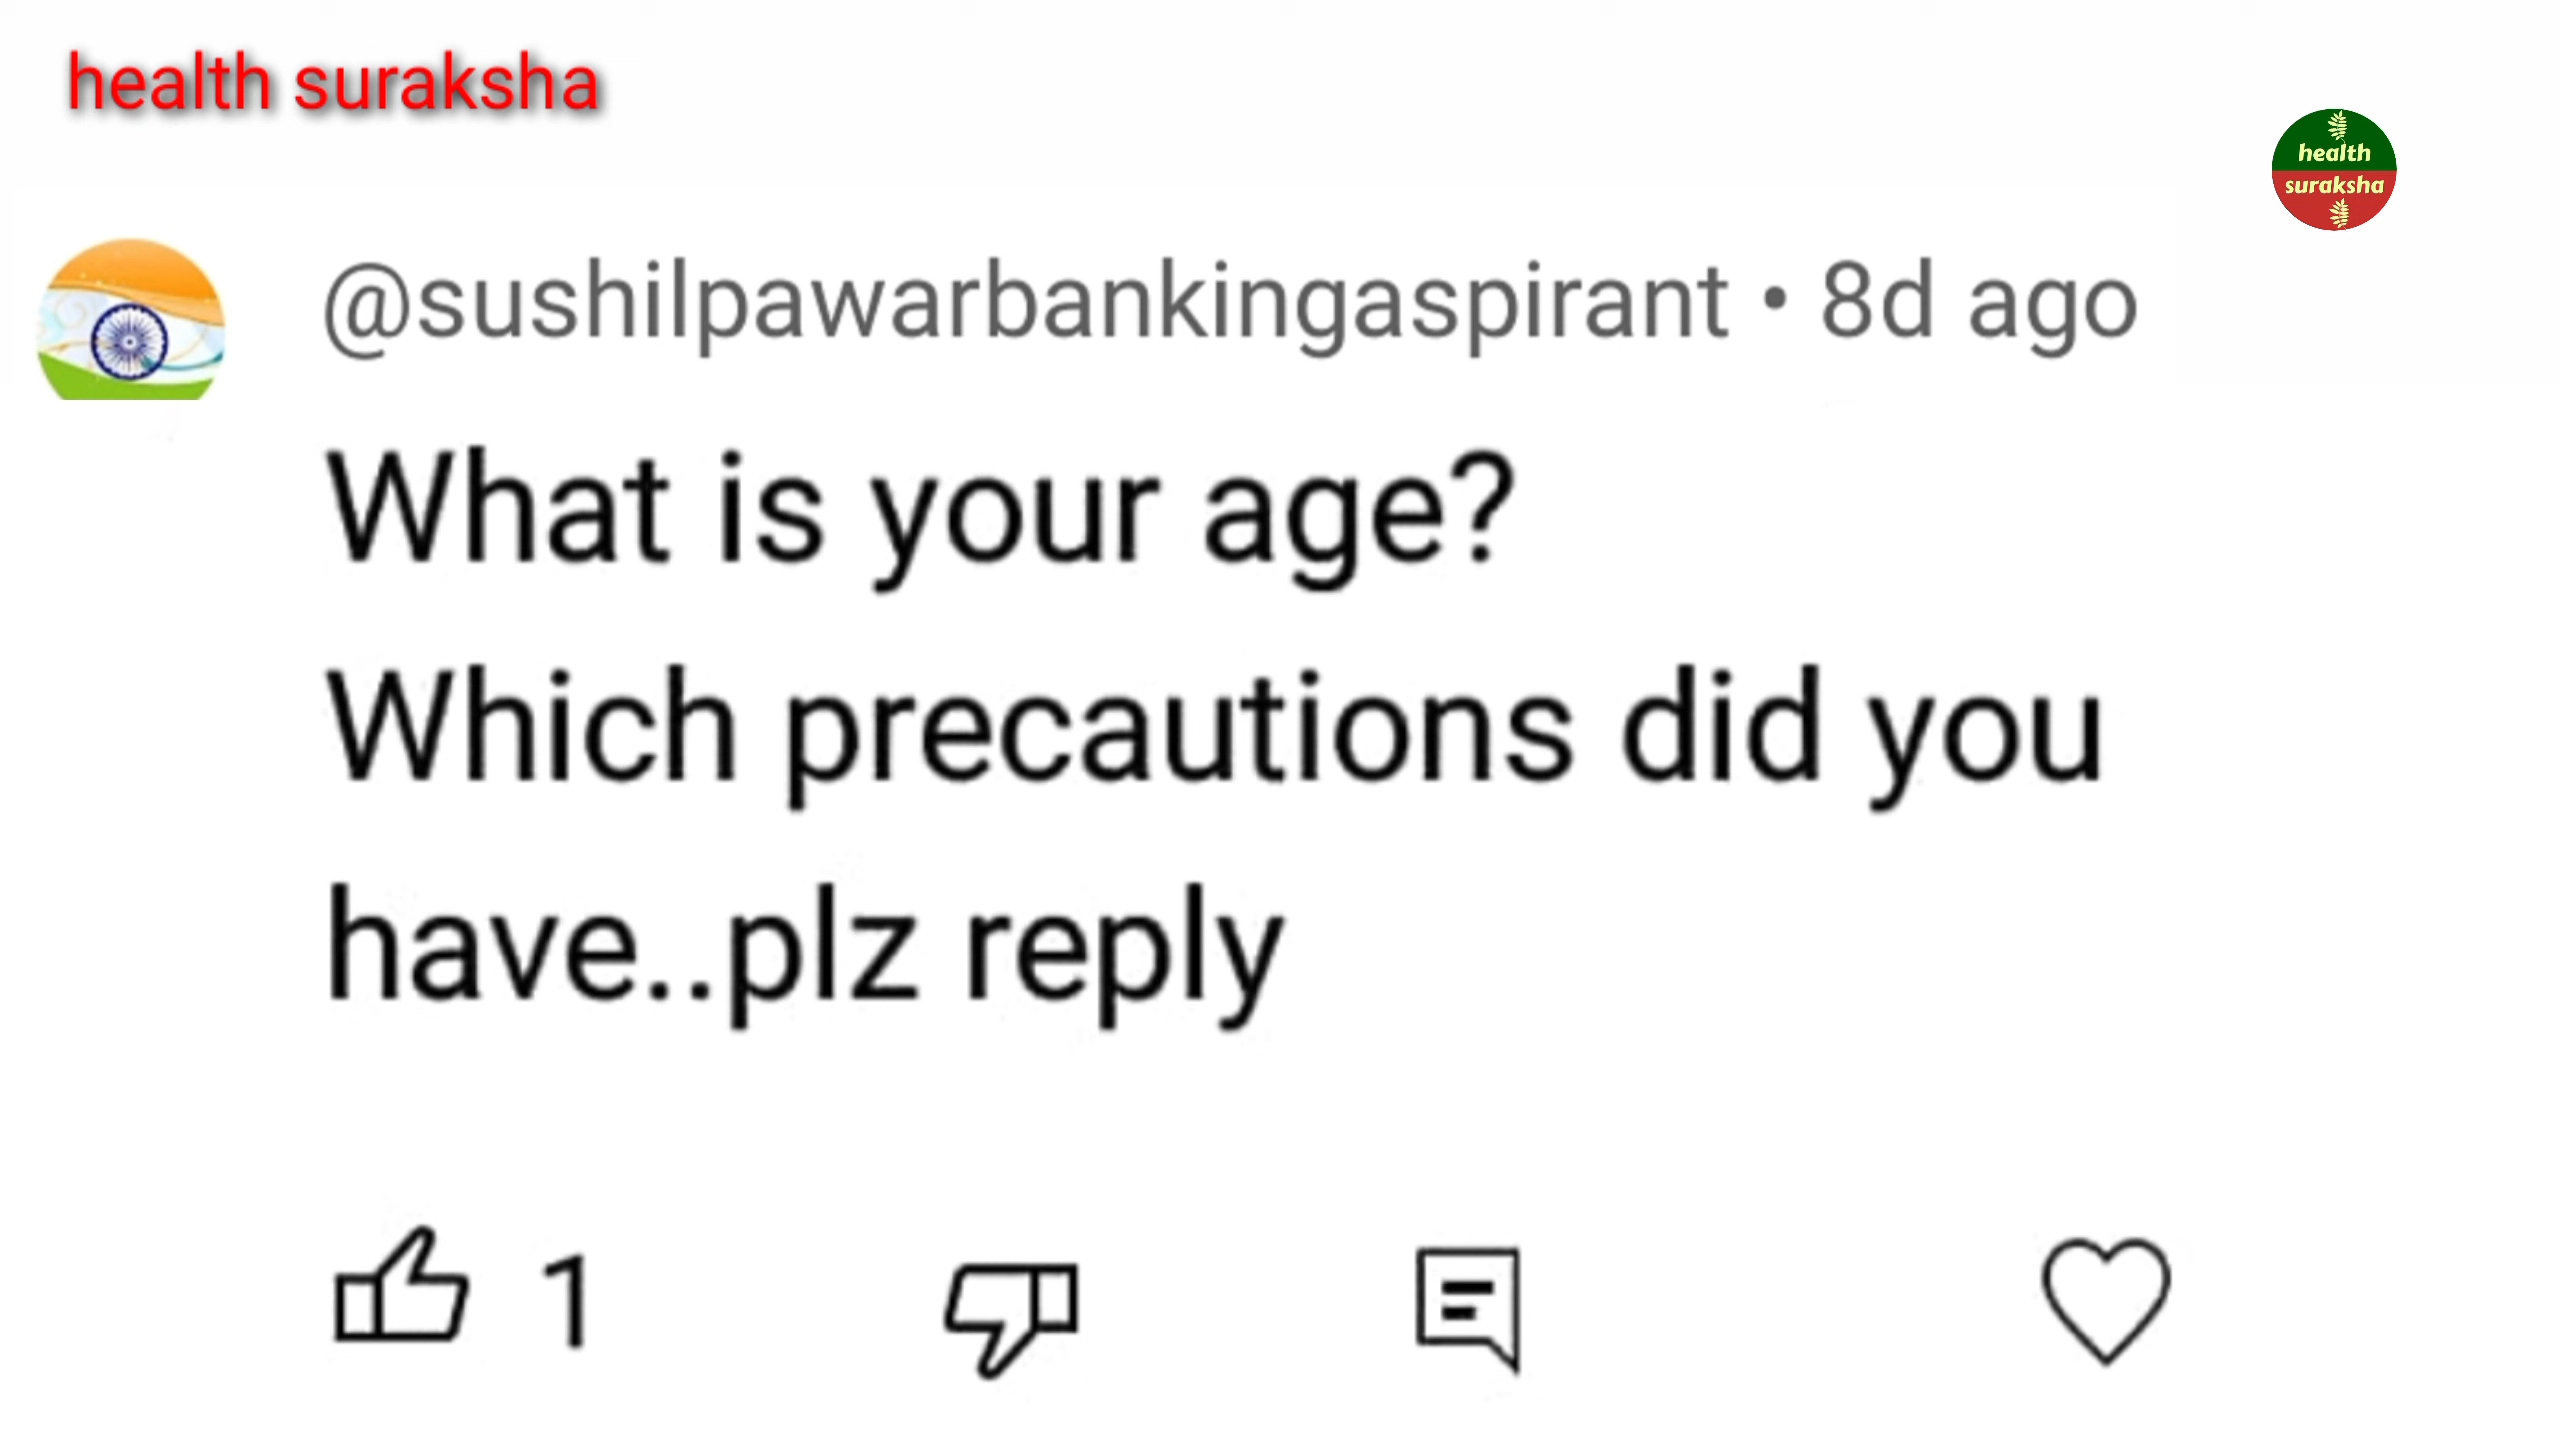 health suraksha
health
suraksha
@sushilpawarbankingaspirant • 8d ago
What is your age?
Which precautions did you
have..plz reply
1